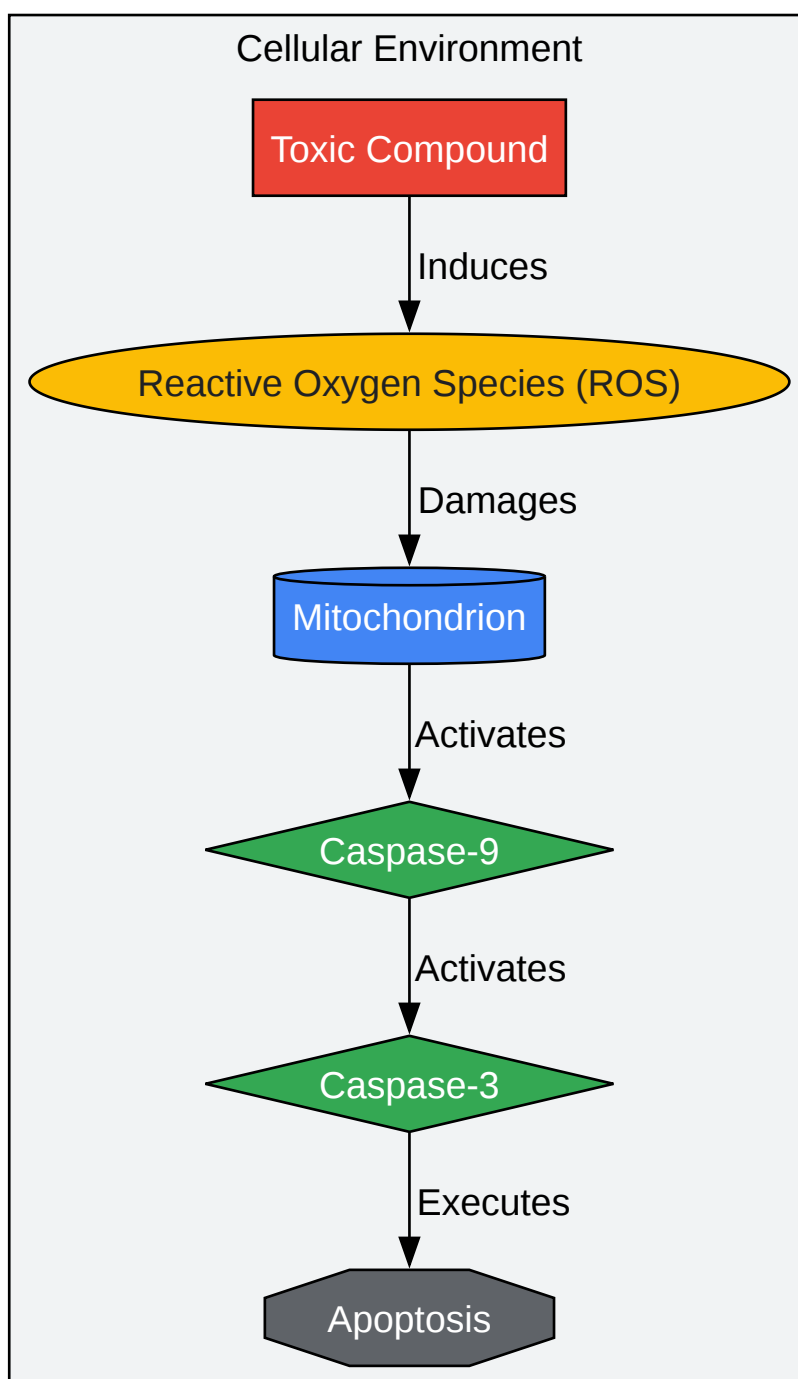 Cellular Environment
Toxic Compound
Induces
Reactive Oxygen Species (ROS)
Damages
Mitochondrion
Activates
Caspase-9
Activates
Caspase-3
Executes
Apoptosis